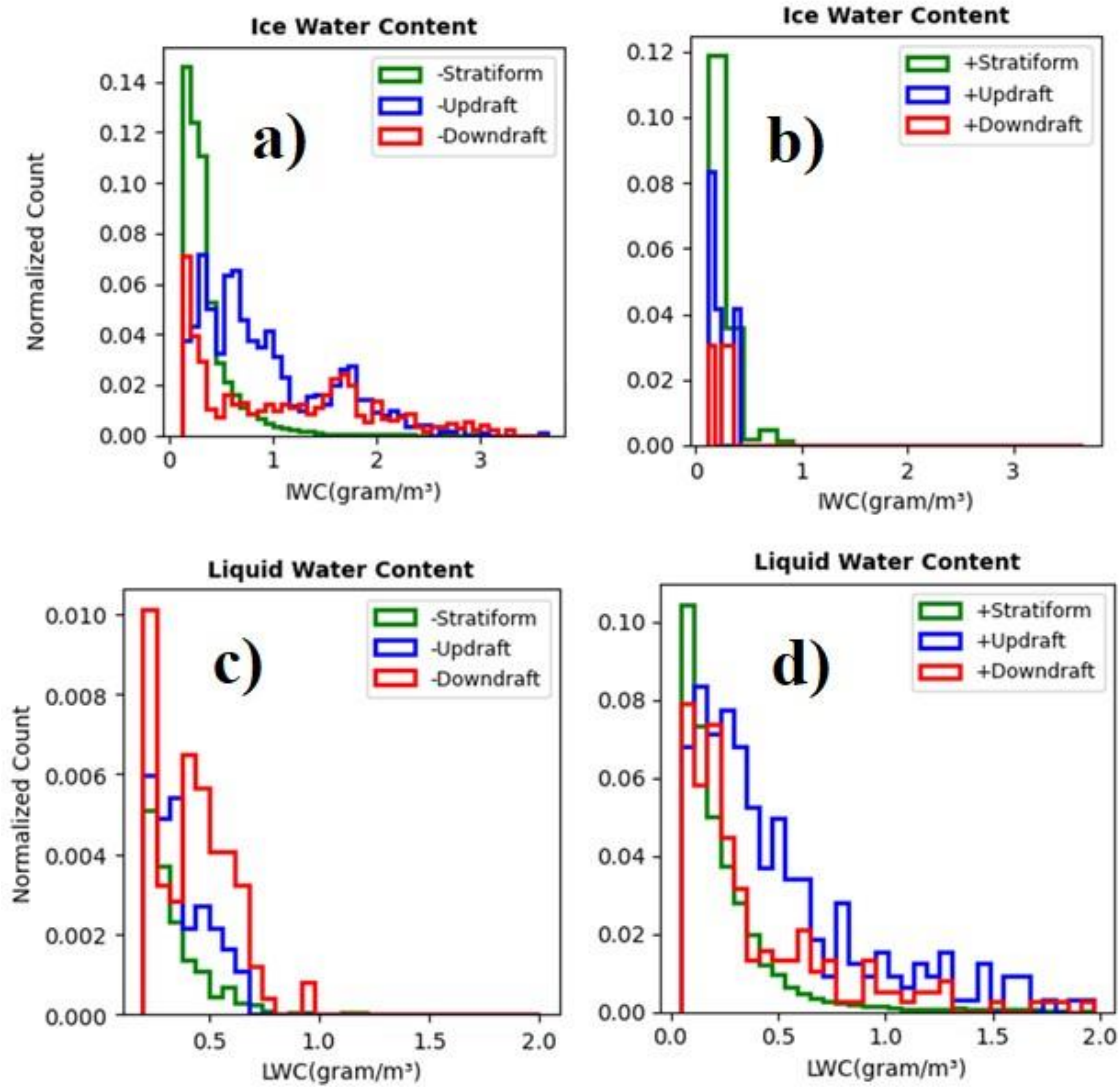 Ice Water Content
0.14
0.12
0.10
0.08
0.06
0.04
0.02
0.00
Normalized Count
-Stratiform
-Updraft
-Downdraft
a)
0 1 2 3
IWC(gram/m³)
Ice Water Content
0.12
0.10
0.08
0.06
0.04
0.02
0.00
+Stratiform
+Updraft
+Downdraft
b)
0 1 2 3
IWC(gram/m³)
Liquid Water Content
0.010
0.008
0.006
0.004
0.002
0.000
Normalized Count
-Stratiform
-Updraft
-Downdraft
c)
0.5 1.0 1.5 2.0
LWC(gram/m³)
Liquid Water Content
0.10
0.08
0.06
0.04
0.02
0.00
+Stratiform
+Updraft
+Downdraft
d)
0.0 0.5 1.0 1.5 2.0
LWC(gram/m³)